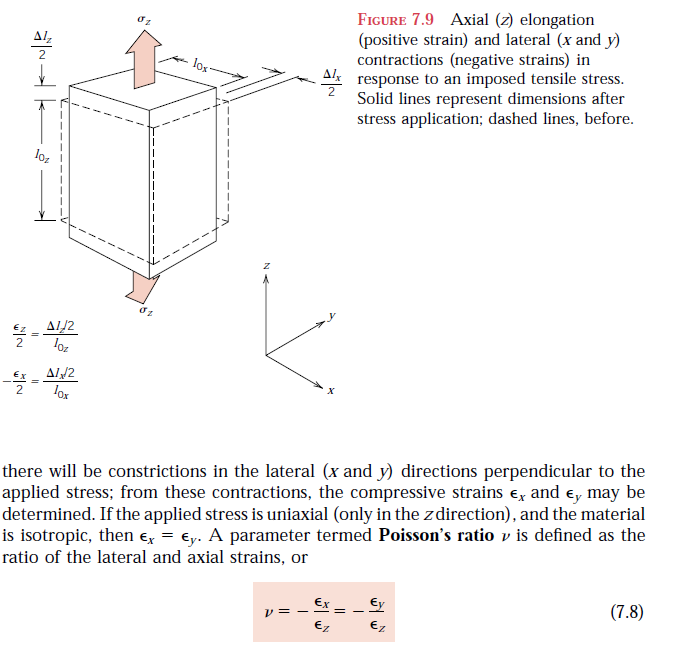 FIGURE 7.9 Axial (z) elongation
(positive strain) and lateral (x and y)
contractions (negative strains) in
response to an imposed tensile stress.
Solid lines represent dimensions after
stress application; dashed lines, before.
σz
Δlz
2
l0x
Δlx
2
l0z
σz
z
y
x
ϵz/2 = Δlz/2 / l0z
−ϵx/2 = Δlx/2 / l0x
there will be constrictions in the lateral (x and y) directions perpendicular to the
applied stress; from these contractions, the compressive strains ϵx and ϵy may be
determined. If the applied stress is uniaxial (only in the z direction), and the material
is isotropic, then ϵx = ϵy. A parameter termed Poisson's ratio ν is defined as the
ratio of the lateral and axial strains, or
ν = − ϵx/ϵz = − ϵy/ϵz (7.8)